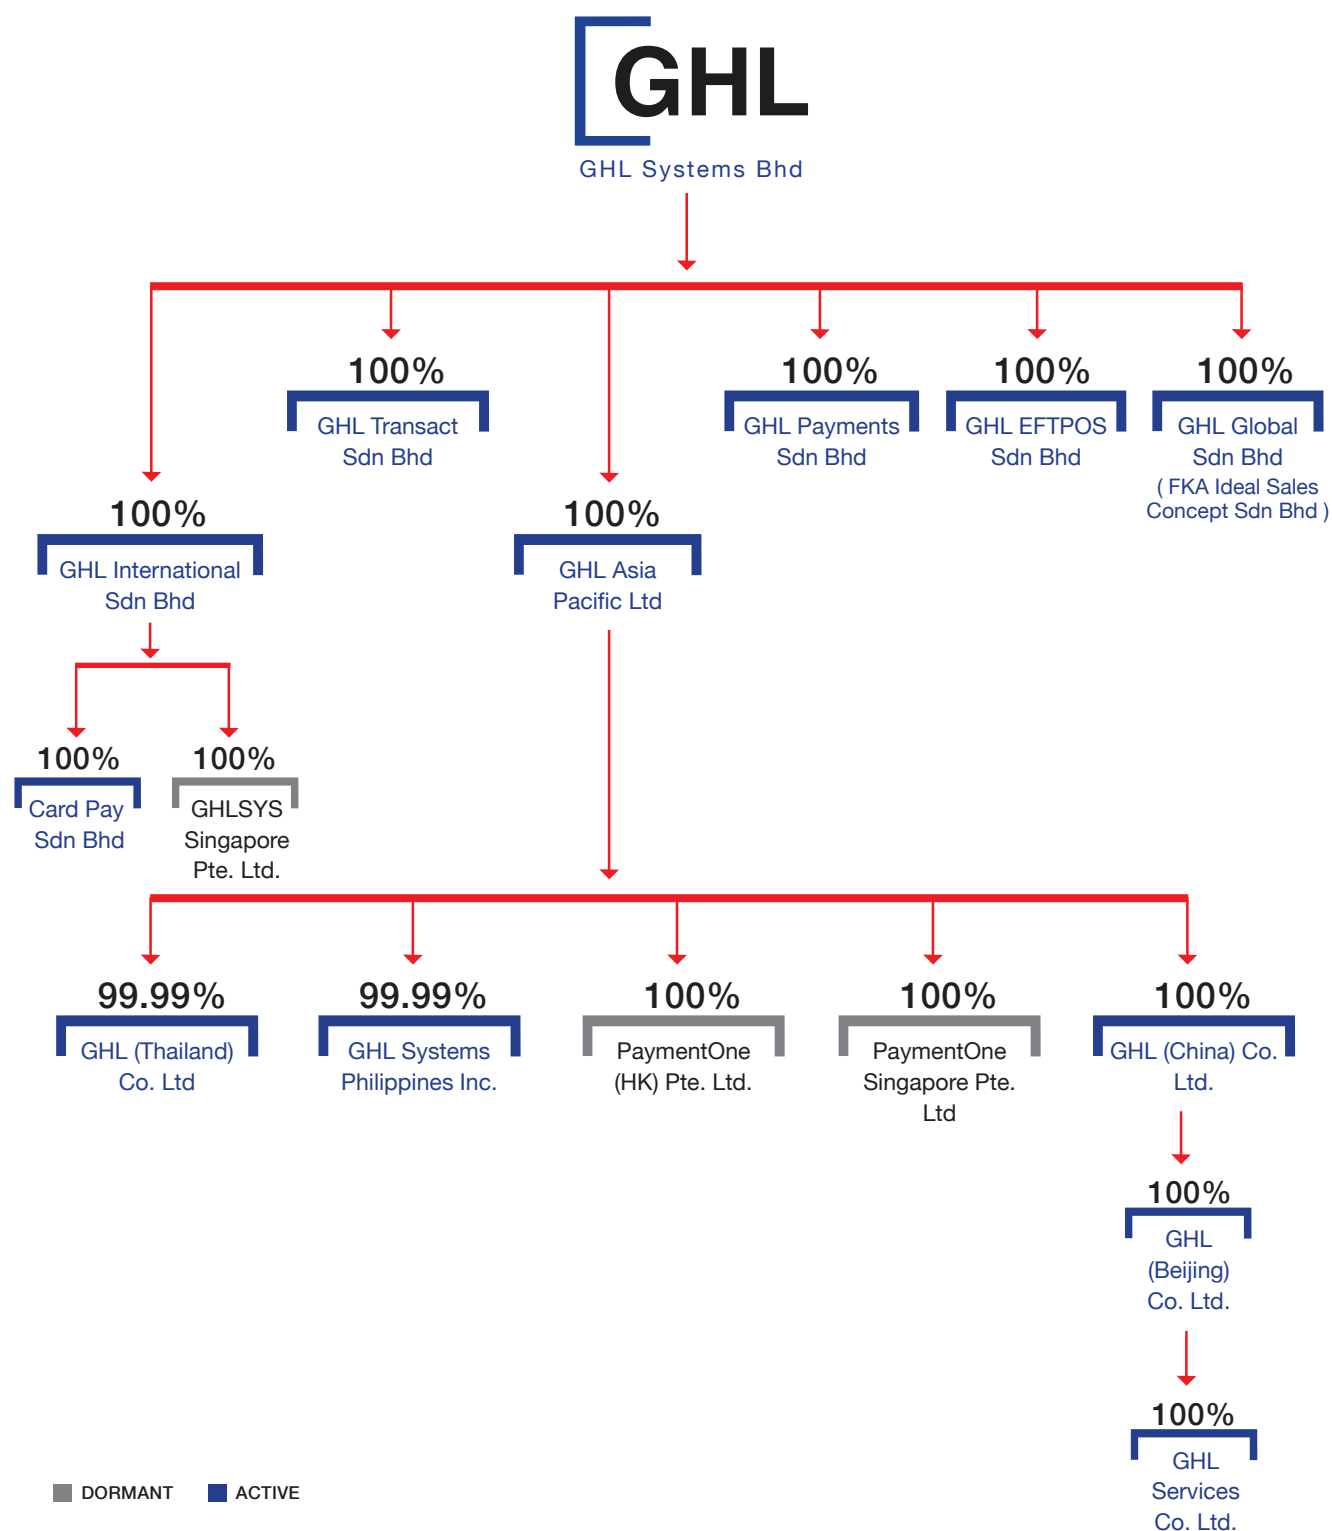 GHL
GHL Systems Bhd
100%
GHL Transact
Sdn Bhd
100%
GHL Payments
Sdn Bhd
100%
GHL EFTPOS
Sdn Bhd
100%
GHL Global
Sdn Bhd
( FKA Ideal Sales
Concept Sdn Bhd )
100%
GHL International
Sdn Bhd
100%
GHL Asia
Pacific Ltd
100%
Card Pay
Sdn Bhd
100%
GHLSYS
Singapore
Pte. Ltd.
99.99%
GHL (Thailand)
Co. Ltd
99.99%
GHL Systems
Philippines Inc.
100%
PaymentOne
(HK) Pte. Ltd.
100%
PaymentOne
Singapore Pte.
Ltd
100%
GHL (China) Co.
Ltd.
100%
GHL
(Beijing)
Co. Ltd.
100%
GHL
Services
Co. Ltd.
DORMANT
ACTIVE